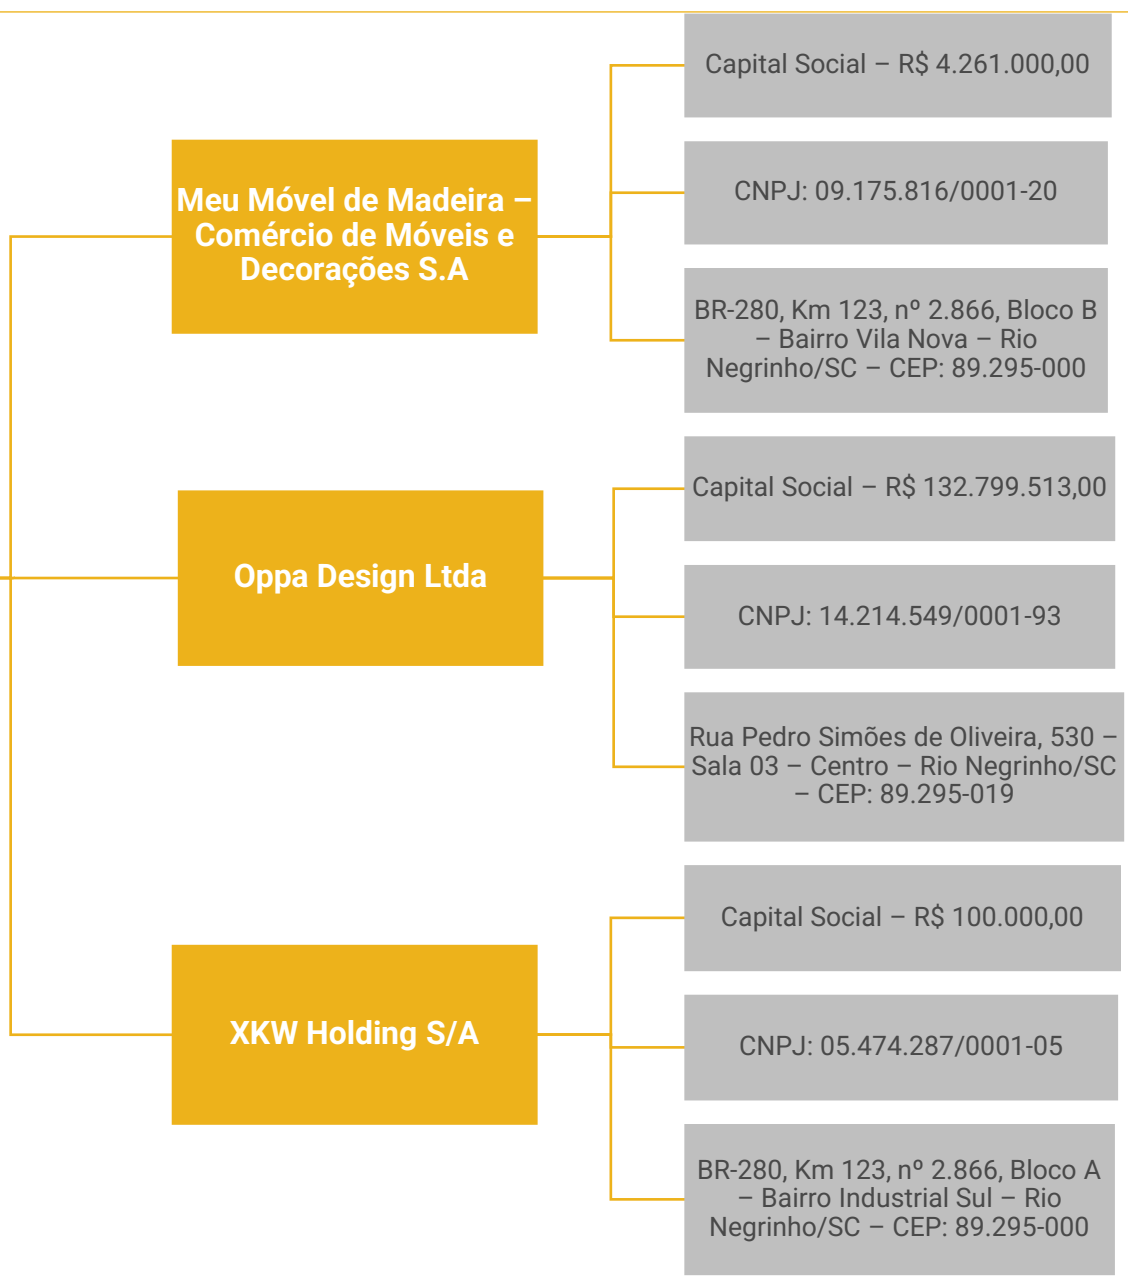 Meu Móvel de Madeira –
Comércio de Móveis e
Decorações S.A
Capital Social – R$ 4.261.000,00
CNPJ: 09.175.816/0001-20
BR-280, Km 123, nº 2.866, Bloco B
– Bairro Vila Nova – Rio
Negrinho/SC – CEP: 89.295-000
Oppa Design Ltda
Capital Social – R$ 132.799.513,00
CNPJ: 14.214.549/0001-93
Rua Pedro Simões de Oliveira, 530 –
Sala 03 – Centro – Rio Negrinho/SC
– CEP: 89.295-019
XKW Holding S/A
Capital Social – R$ 100.000,00
CNPJ: 05.474.287/0001-05
BR-280, Km 123, nº 2.866, Bloco A
– Bairro Industrial Sul – Rio
Negrinho/SC – CEP: 89.295-000